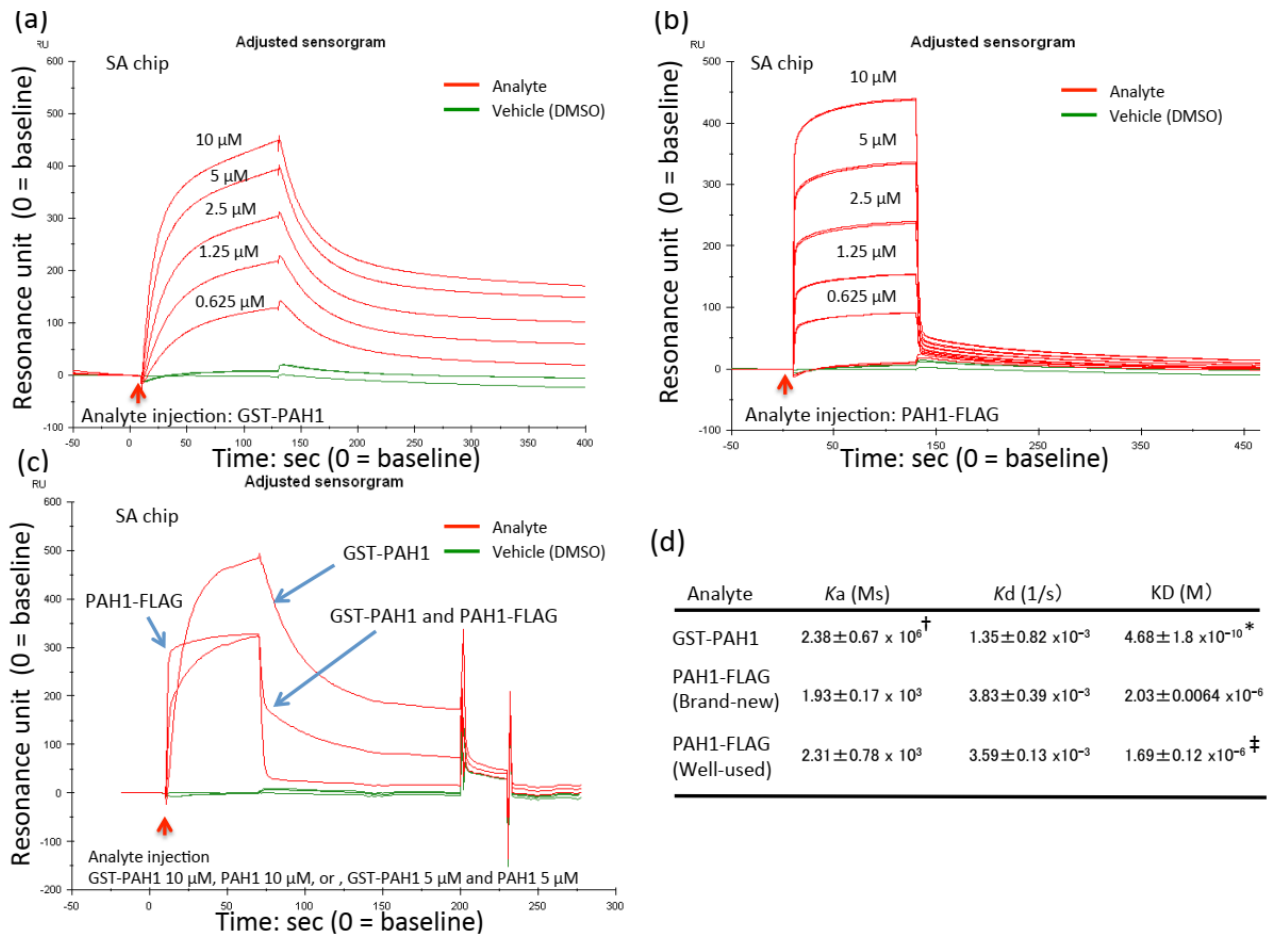 (a)
Adjusted sensorgram
RU
SA chip
Analyte
Vehicle (DMSO)
600
500
400
300
200
100
0
-100
10 μM
5 μM
2.5 μM
1.25 μM
0.625 μM
Resonance unit (0 = baseline)
Analyte injection: GST-PAH1
-50 0 50 100 150 200 250 300 350 400
Time: sec (0 = baseline)
(b)
Adjusted sensorgram
RU
SA chip
Analyte
Vehicle (DMSO)
500
400
300
200
100
0
-100
10 μM
5 μM
2.5 μM
1.25 μM
0.625 μM
Resonance unit (0 = baseline)
Analyte injection: PAH1-FLAG
-50 50 150 250 350 450
Time: sec (0 = baseline)
(c)
Adjusted sensorgram
RU
SA chip
Analyte
Vehicle (DMSO)
600
500
400
300
200
100
0
-100
-200
GST-PAH1
PAH1-FLAG
GST-PAH1 and PAH1-FLAG
Resonance unit (0 = baseline)
Analyte injection
GST-PAH1 10 μM, PAH1 10 μM, or , GST-PAH1 5 μM and PAH1 5 μM
-50 0 50 100 150 200 250 300
Time: sec (0 = baseline)
(d)
Analyte Ka (Ms) Kd (1/s) KD (M)
GST-PAH1 2.38±0.67 x 10⁶† 1.35±0.82 x10⁻³ 4.68±1.8 x10⁻¹⁰*
PAH1-FLAG
(Brand-new) 1.93±0.17 x 10³ 3.83±0.39 x10⁻³ 2.03±0.0064 x10⁻⁶
PAH1-FLAG
(Well-used) 2.31±0.78 x 10³ 3.59±0.13 x10⁻³ 1.69±0.12 x10⁻⁶‡